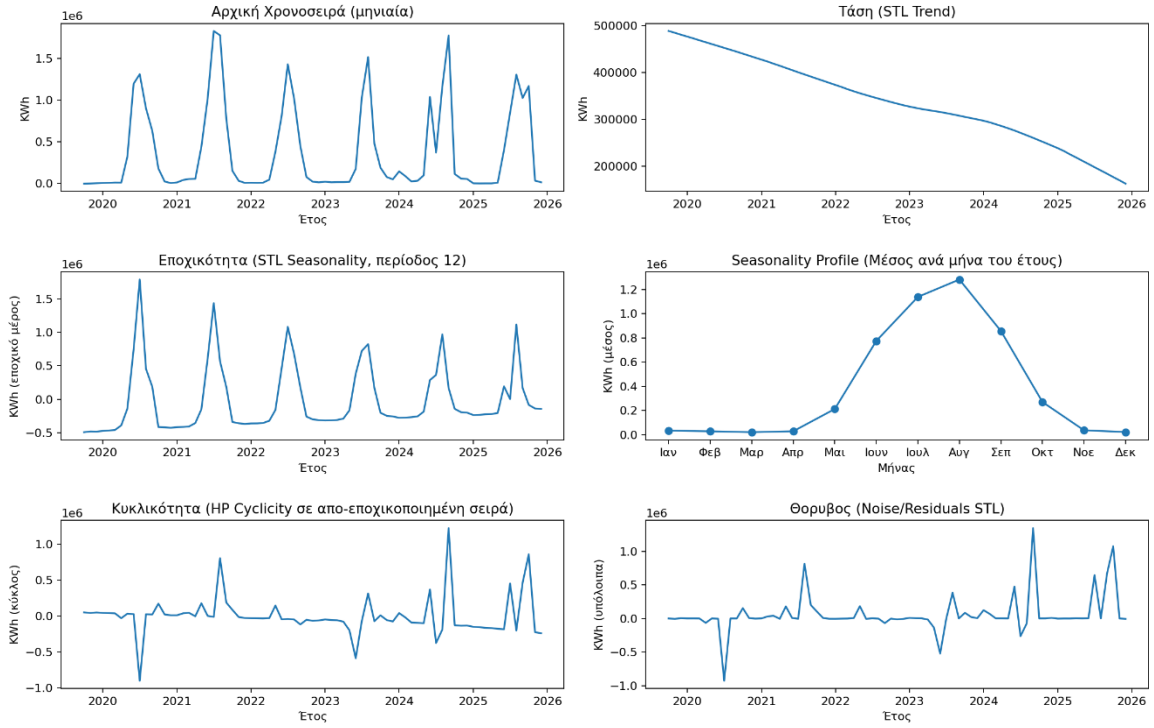 Αρχική Χρονοσειρά (μηνιαία)
1e6
KWh
1.5
1.0
0.5
0.0
2020 2021 2022 2023 2024 2025 2026
Έτος
Τάση (STL Trend)
KWh
500000
400000
300000
200000
2020 2021 2022 2023 2024 2025 2026
Έτος
Εποχικότητα (STL Seasonality, περίοδος 12)
1e6
KWh (εποχικό μέρος)
1.5
1.0
0.5
0.0
−0.5
2020 2021 2022 2023 2024 2025 2026
Έτος
Seasonality Profile (Μέσος ανά μήνα του έτους)
1e6
KWh (μέσος)
1.2
1.0
0.8
0.6
0.4
0.2
0.0
Ιαν Φεβ Μαρ Απρ Μαι Ιουν Ιουλ Αυγ Σεπ Οκτ Νοε Δεκ
Μήνας
Κυκλικότητα (HP Cyclicity σε απο-εποχικοποιημένη σειρά)
1e6
KWh (κύκλος)
1.0
0.5
0.0
−0.5
−1.0
2020 2021 2022 2023 2024 2025 2026
Έτος
Θορυβος (Noise/Residuals STL)
1e6
KWh (υπόλοιπα)
1.0
0.5
0.0
−0.5
−1.0
2020 2021 2022 2023 2024 2025 2026
Έτος